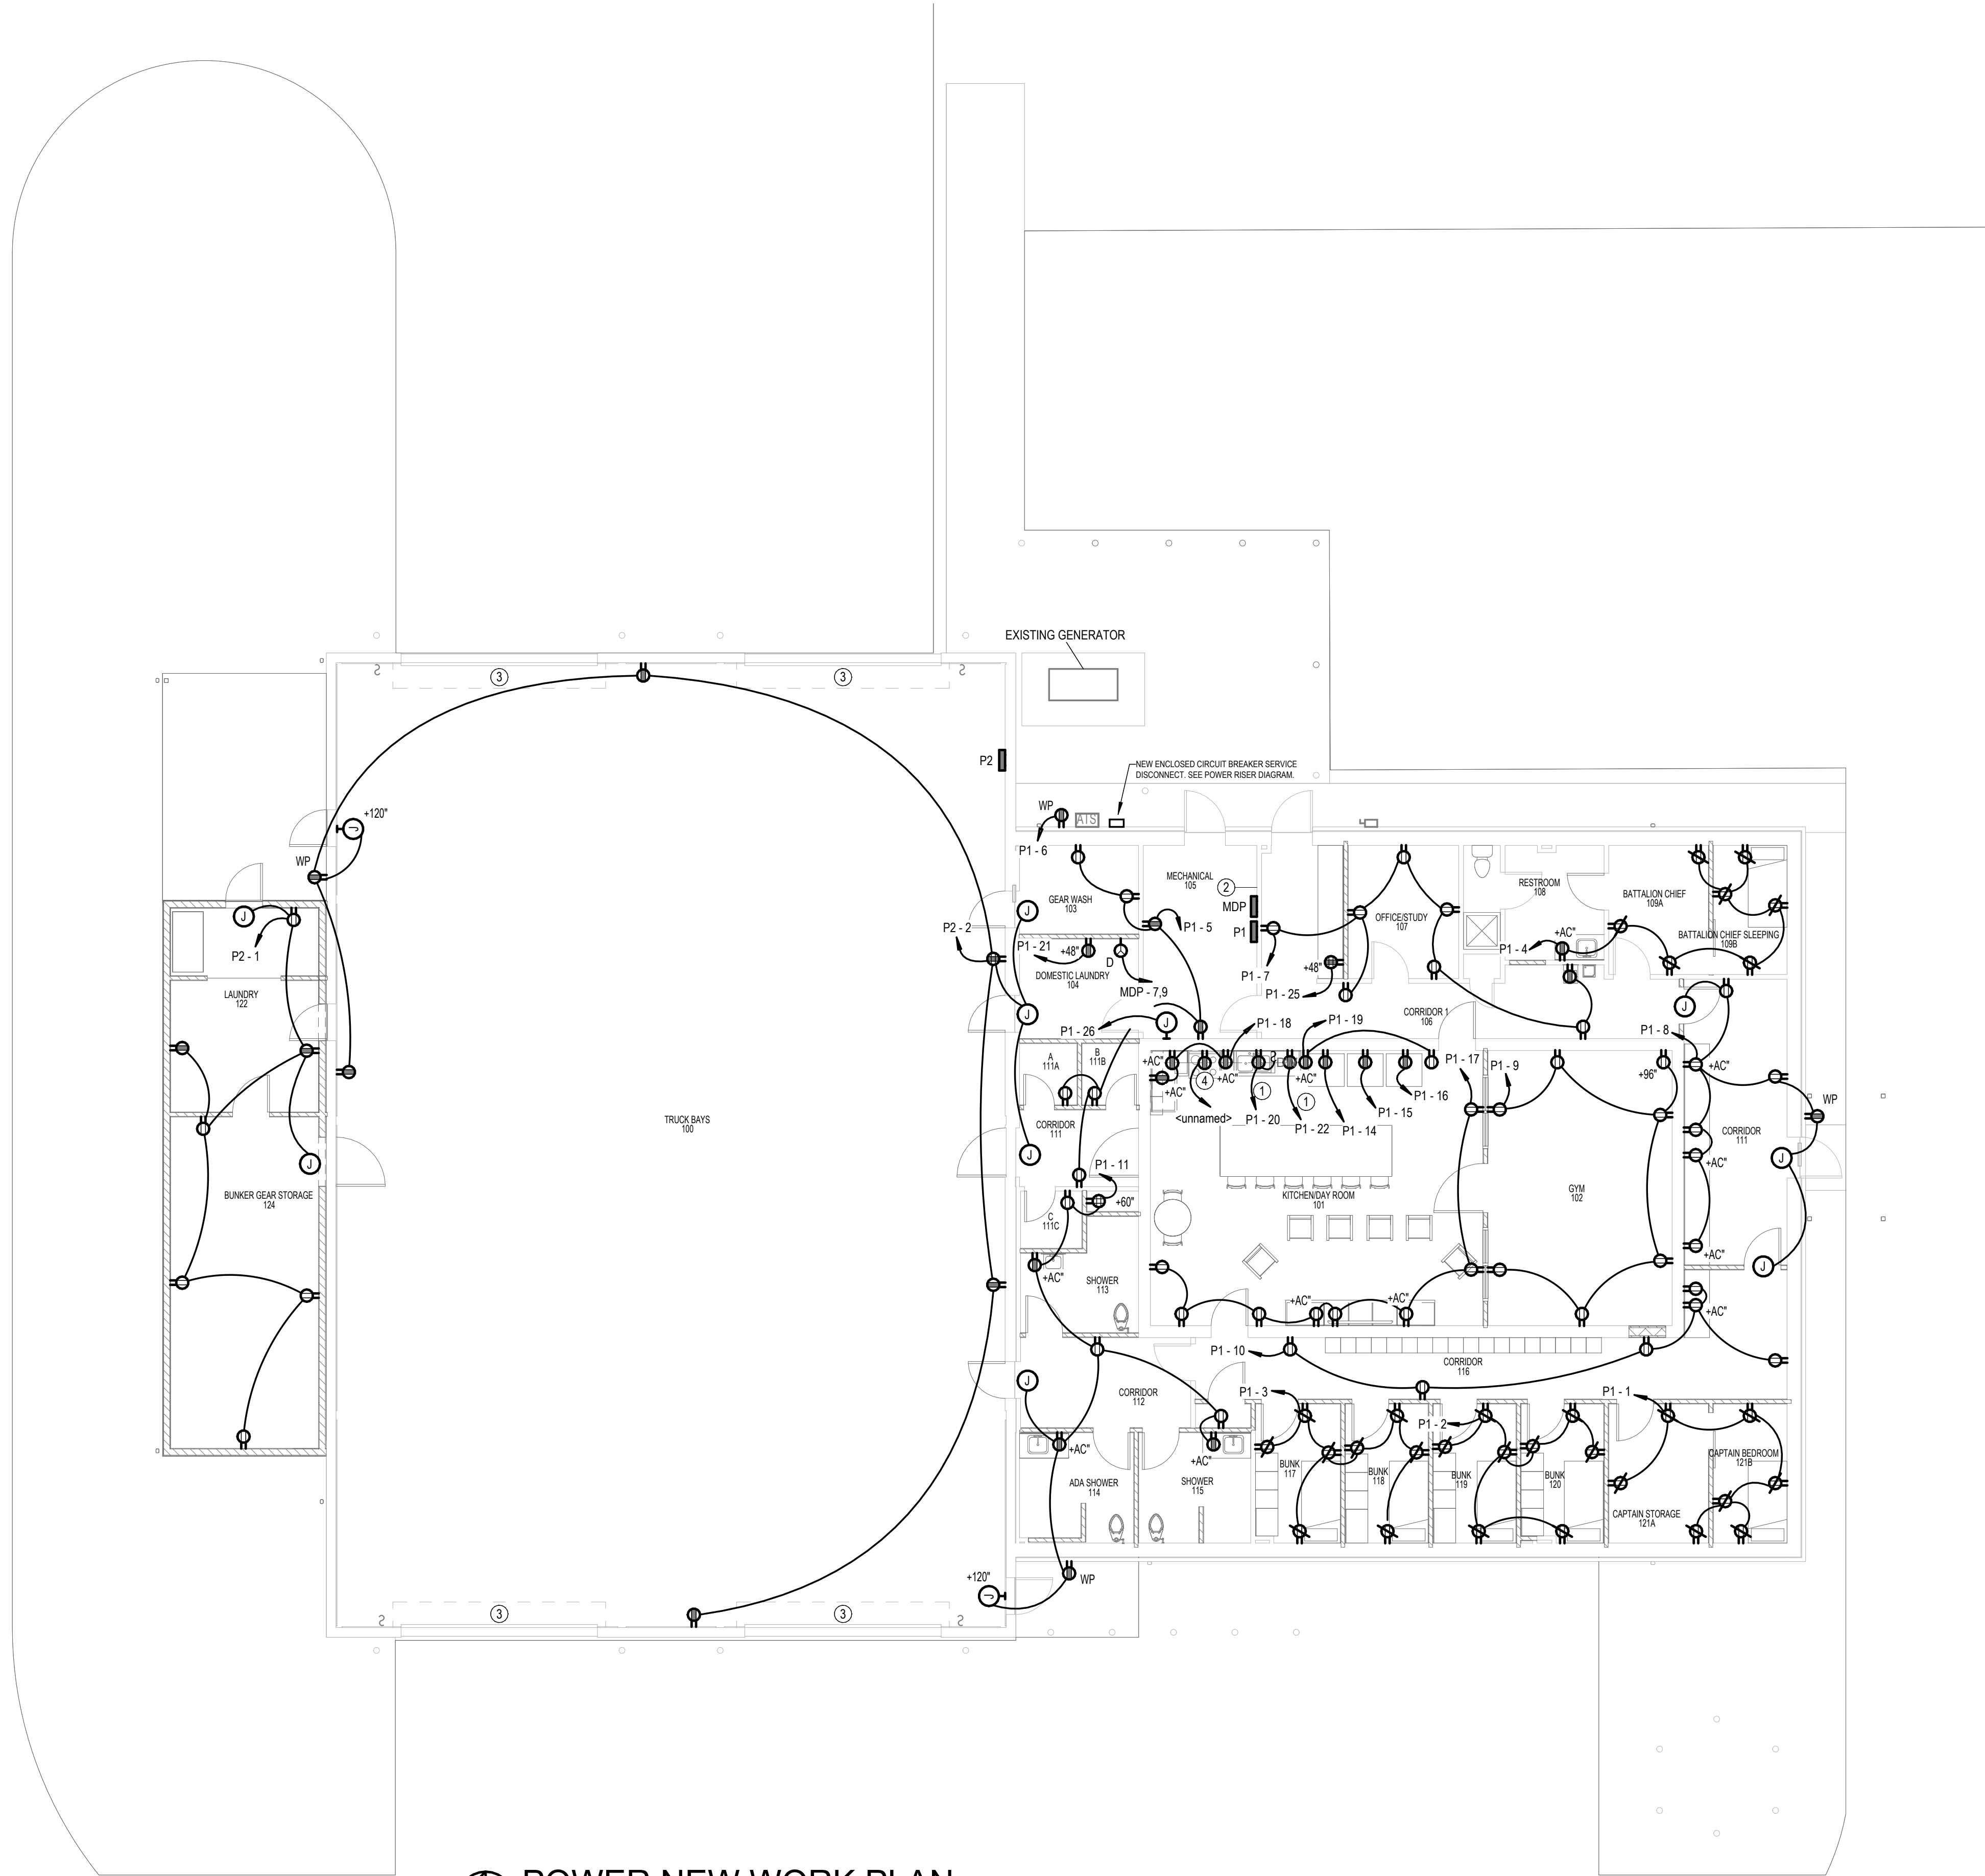 EXISTING GENERATOR
3
3
P2
NEW ENCLOSED CIRCUIT BREAKER SERVICE
DISCONNECT. SEE POWER RISER DIAGRAM.
+120"
J
WP
ATS
P1 - 6
WP
MECHANICAL
105
2
MDP
P1
GEAR WASH
103
J
P1 - 5
P1 - 7
OFFICE/STUDY
107
RESTROOM
108
BATTALION CHIEF
109A
BATTALION CHIEF SLEEPING
109B
+AC"
P1 - 4
J
P2 - 1
P2 - 2
P1 - 21
+48"
D
DOMESTIC LAUNDRY
104
MDP - 7,9
+48"
P1 - 25
LAUNDRY
122
J
P1 - 26
J
P1 - 18
P1 - 19
CORRIDOR 1
106
J
P1 - 8
A
111A
B
111B
+AC"
+AC"
+AC"
+AC"
4
1
1
<unnamed>
P1 - 20
P1 - 22
P1 - 14
P1 - 15
P1 - 16
P1 - 17
P1 - 9
+96"
+AC"
WP
TRUCK BAYS
100
CORRIDOR
111
J
P1 - 11
+60"
CORRIDOR
111
J
+AC"
J
BUNKER GEAR STORAGE
124
KITCHEN/DAY ROOM
101
GYM
102
C
111C
+AC"
SHOWER
113
+AC"
J
+AC"
+AC"
+AC"
P1 - 10
CORRIDOR
116
J
CORRIDOR
112
P1 - 3
P1 - 2
P1 - 1
+AC"
+AC"
ADA SHOWER
114
SHOWER
115
BUNK
117
BUNK
118
BUNK
119
BUNK
120
CAPTAIN BEDROOM
121B
CAPTAIN STORAGE
121A
+120"
J
WP
3
3
POWER NEW WORK PLAN